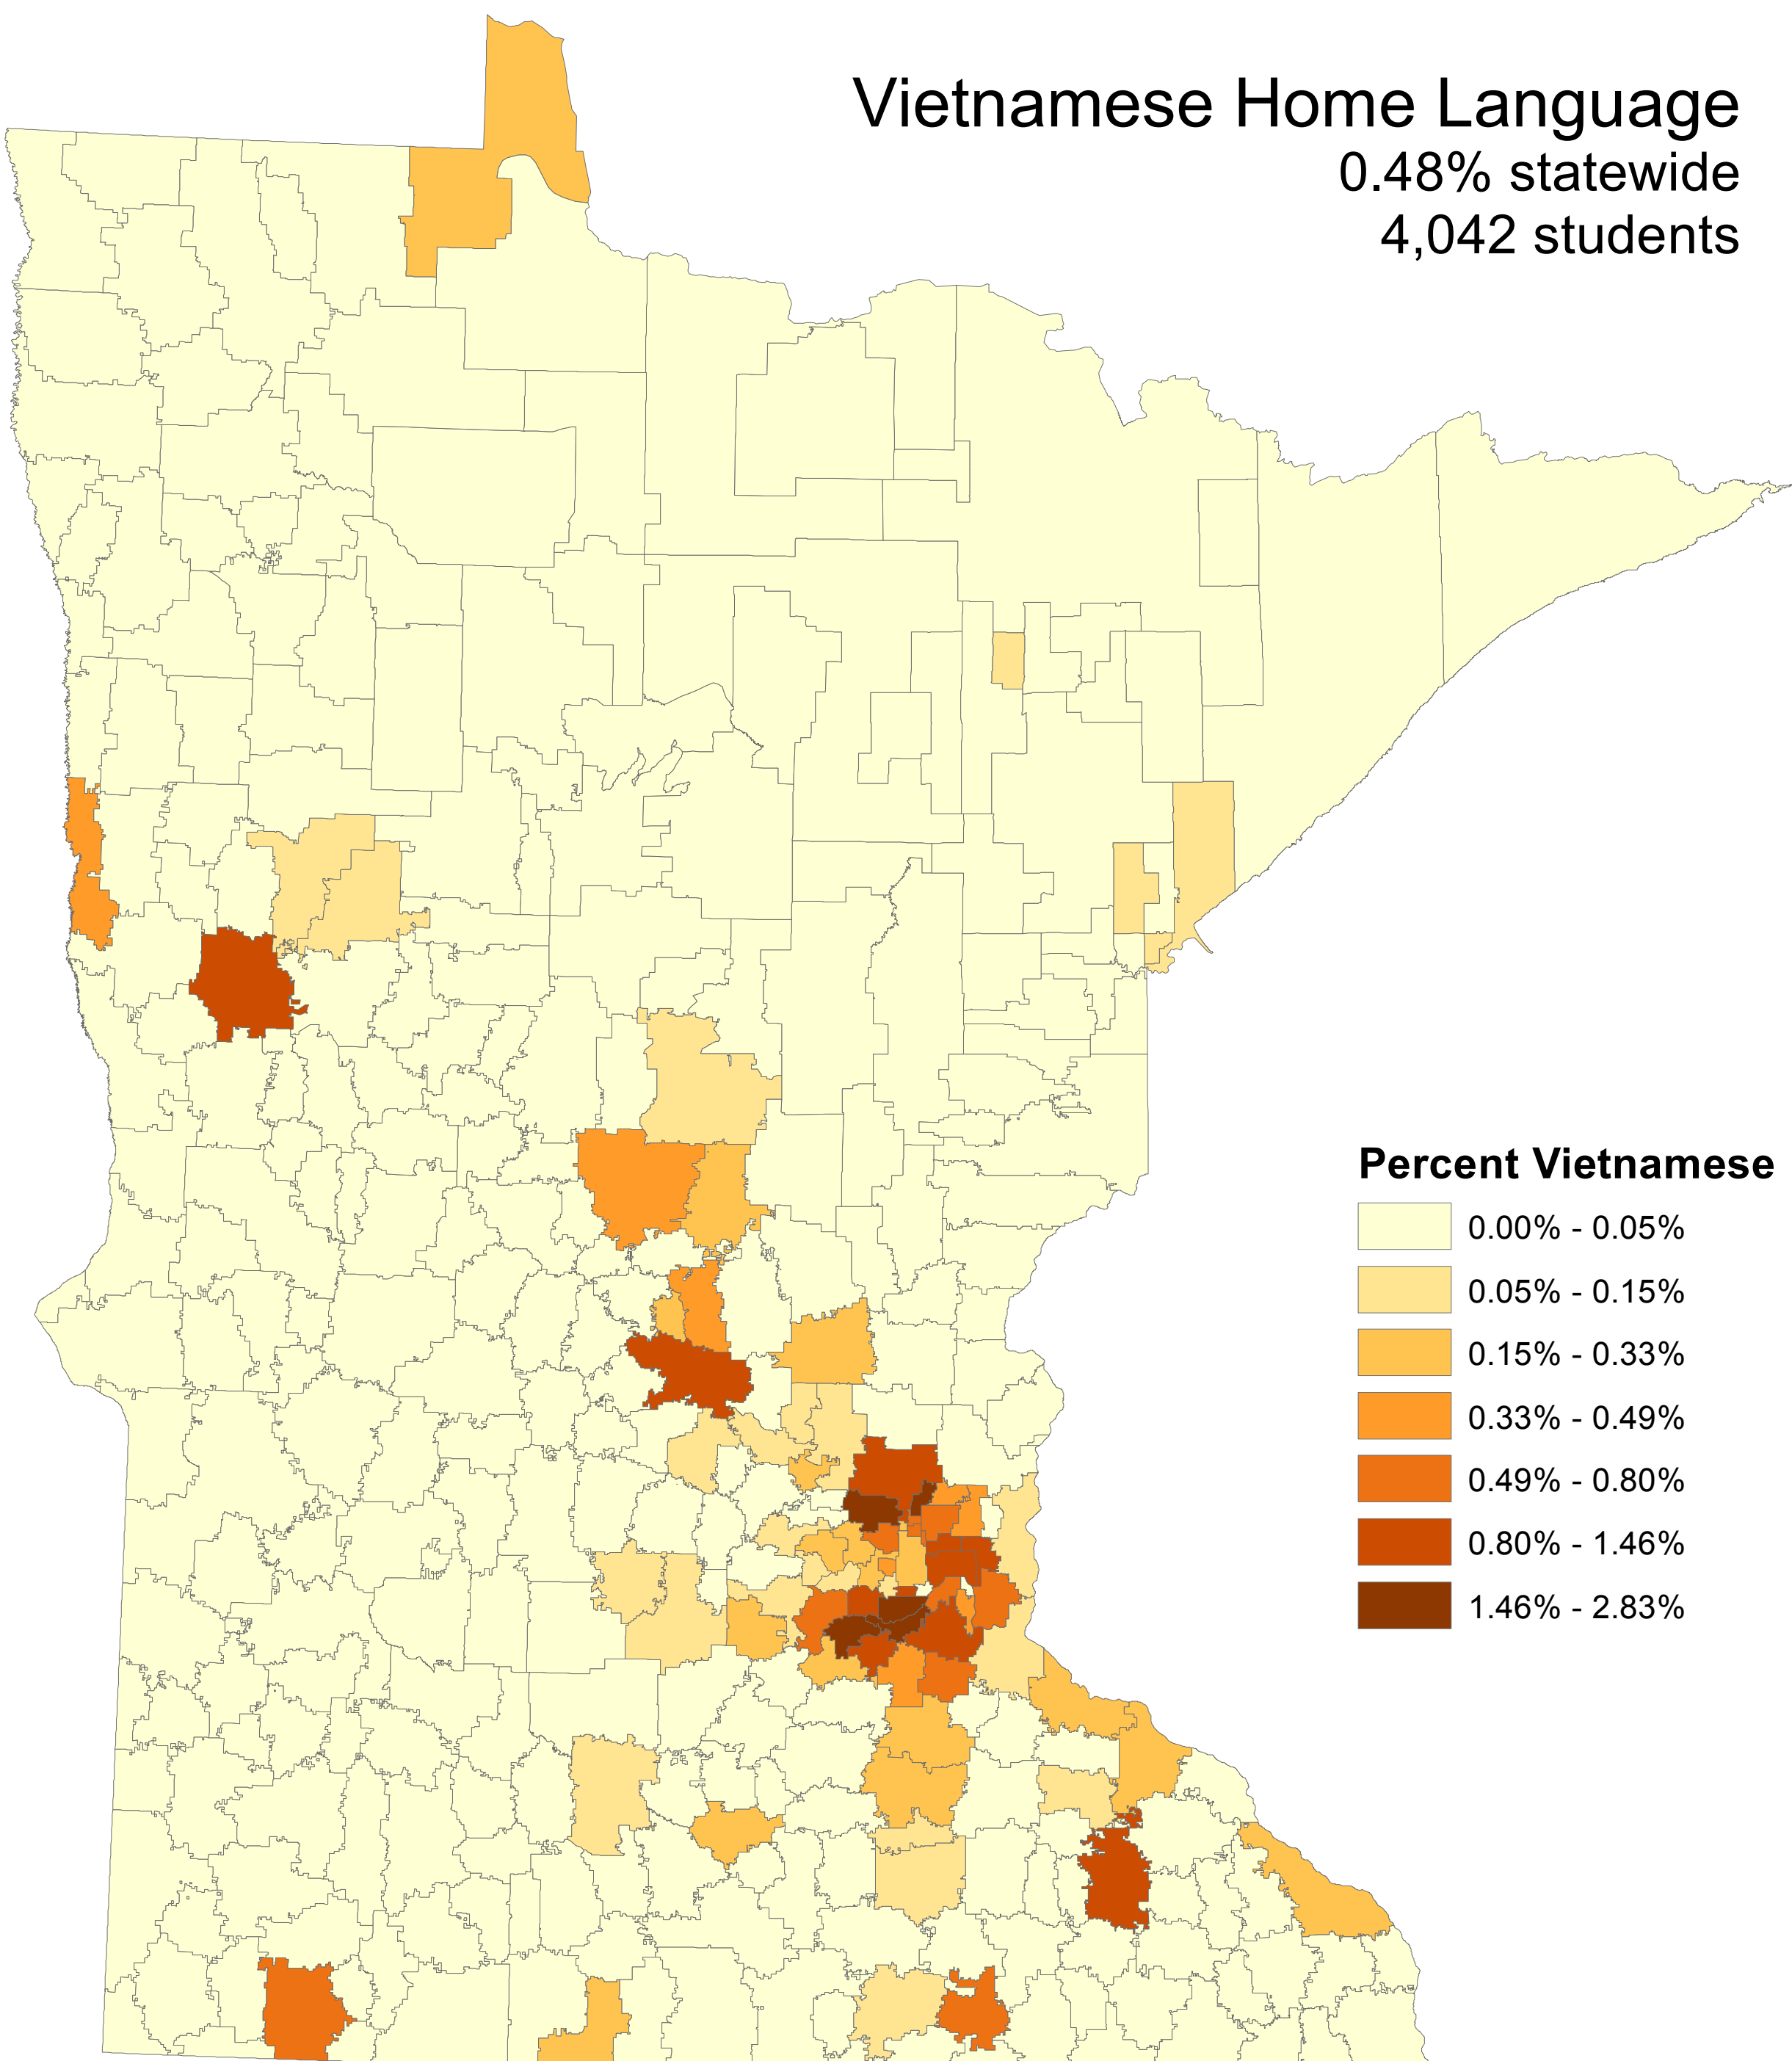 Vietnamese Home Language
0.48% statewide
4,042 students
Percent Vietnamese
0.00% - 0.05%
0.05% - 0.15%
0.15% - 0.33%
0.33% - 0.49%
0.49% - 0.80%
0.80% - 1.46%
1.46% - 2.83%